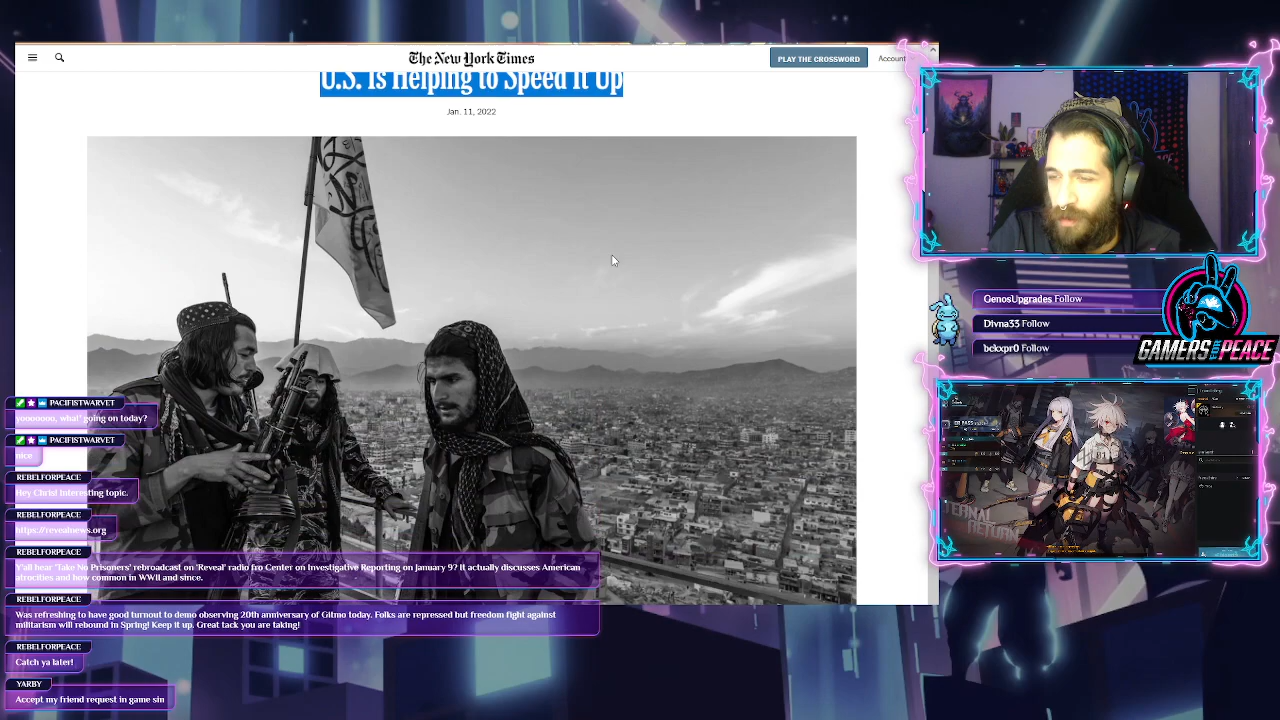 The New York Times
PLAY THE CROSSWORD
Account
U.S. Is Helping to Speed It Up
Jan. 11, 2022
PACIFISTWARVET
yooooooo, what' going on today?
PACIFISTWARVET
nice
REBELFORPEACE
Hey Chris! Interesting topic.
REBELFORPEACE
https://revealnews.org
REBELFORPEACE
Y'all hear 'Take No Prisoners' rebroadcast on 'Reveal' radio fro Center on Investigative Reporting on January 9? It actually discusses American
atrocities and how common in WWII and since.
REBELFORPEACE
Was refreshing to have good turnout to demo observing 20th anniversary of Gitmo today. Folks are repressed but freedom fight against
militarism will rebound in Spring! Keep it up. Great tack you are taking!
REBELFORPEACE
Catch ya later!
YARBY
Accept my friend request in game sin
GenosUpgrades Follow
Divna33 Follow
bckxpr0 Follow
GAMERS FOR PEACE